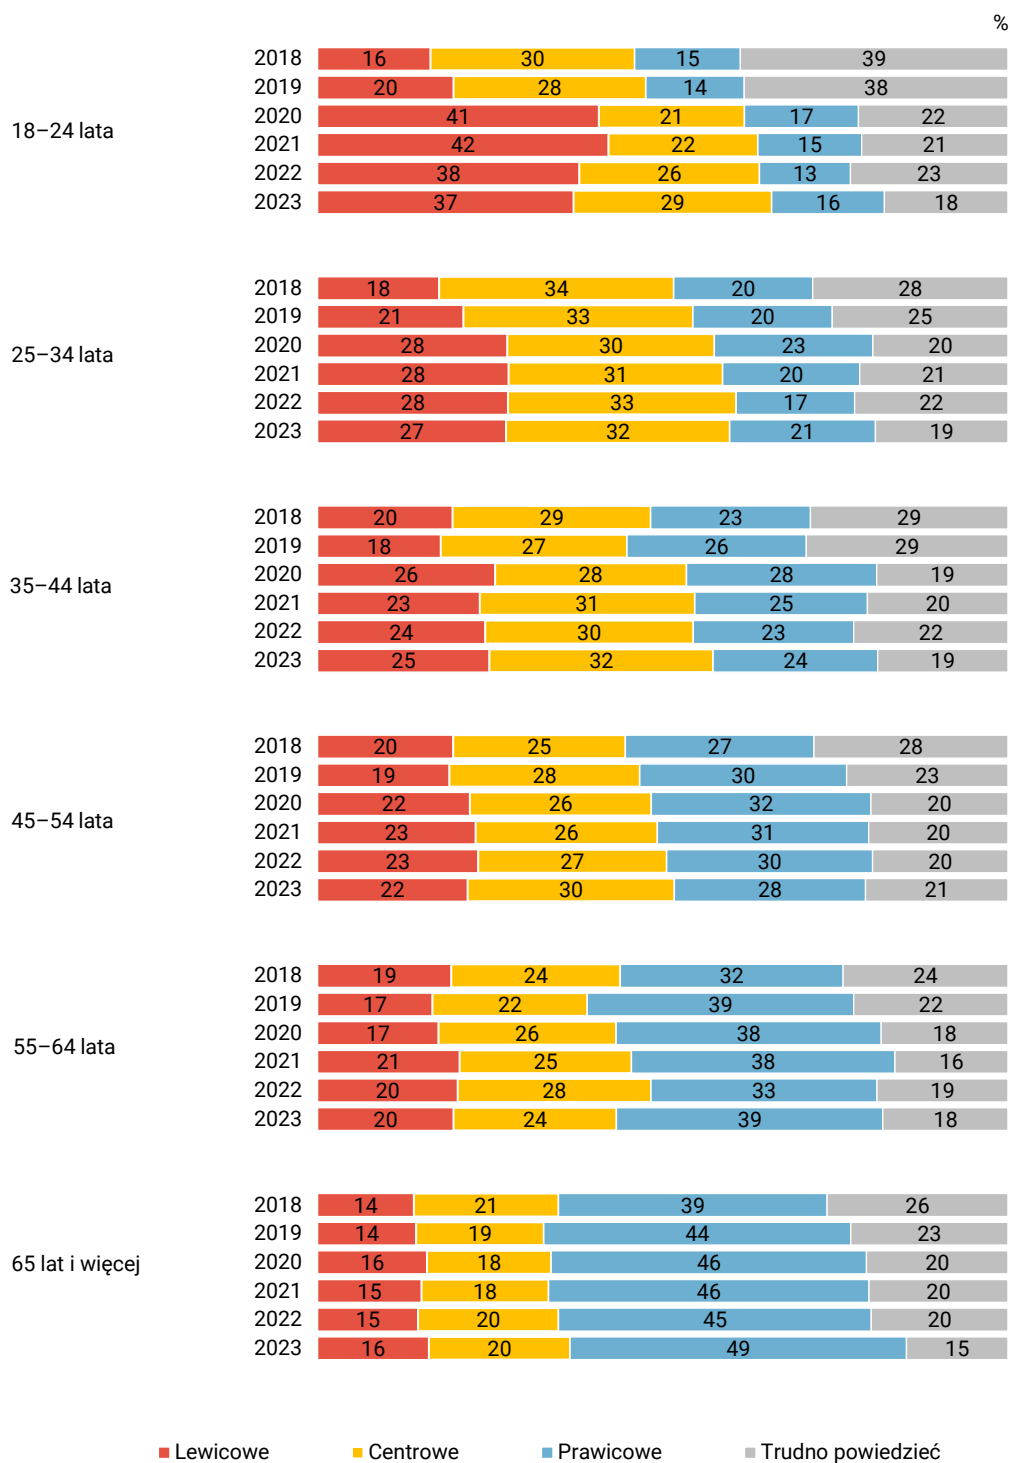 %
2018 16 30 15 39
2019 20 28 14 38
2020 41 21 17 22
18–24 lata
2021 42 22 15 21
2022 38 26 13 23
2023 37 29 16 18
2018 18 34 20 28
2019 21 33 20 25
2020 28 30 23 20
25–34 lata
2021 28 31 20 21
2022 28 33 17 22
2023 27 32 21 19
2018 20 29 23 29
2019 18 27 26 29
2020 26 28 28 19
35–44 lata
2021 23 31 25 20
2022 24 30 23 22
2023 25 32 24 19
2018 20 25 27 28
2019 19 28 30 23
2020 22 26 32 20
45–54 lata
2021 23 26 31 20
2022 23 27 30 20
2023 22 30 28 21
2018 19 24 32 24
2019 17 22 39 22
2020 17 26 38 18
55–64 lata
2021 21 25 38 16
2022 20 28 33 19
2023 20 24 39 18
2018 14 21 39 26
2019 14 19 44 23
2020 16 18 46 20
65 lat i więcej
2021 15 18 46 20
2022 15 20 45 20
2023 16 20 49 15
Lewicowe Centrowe Prawicowe Trudno powiedzieć